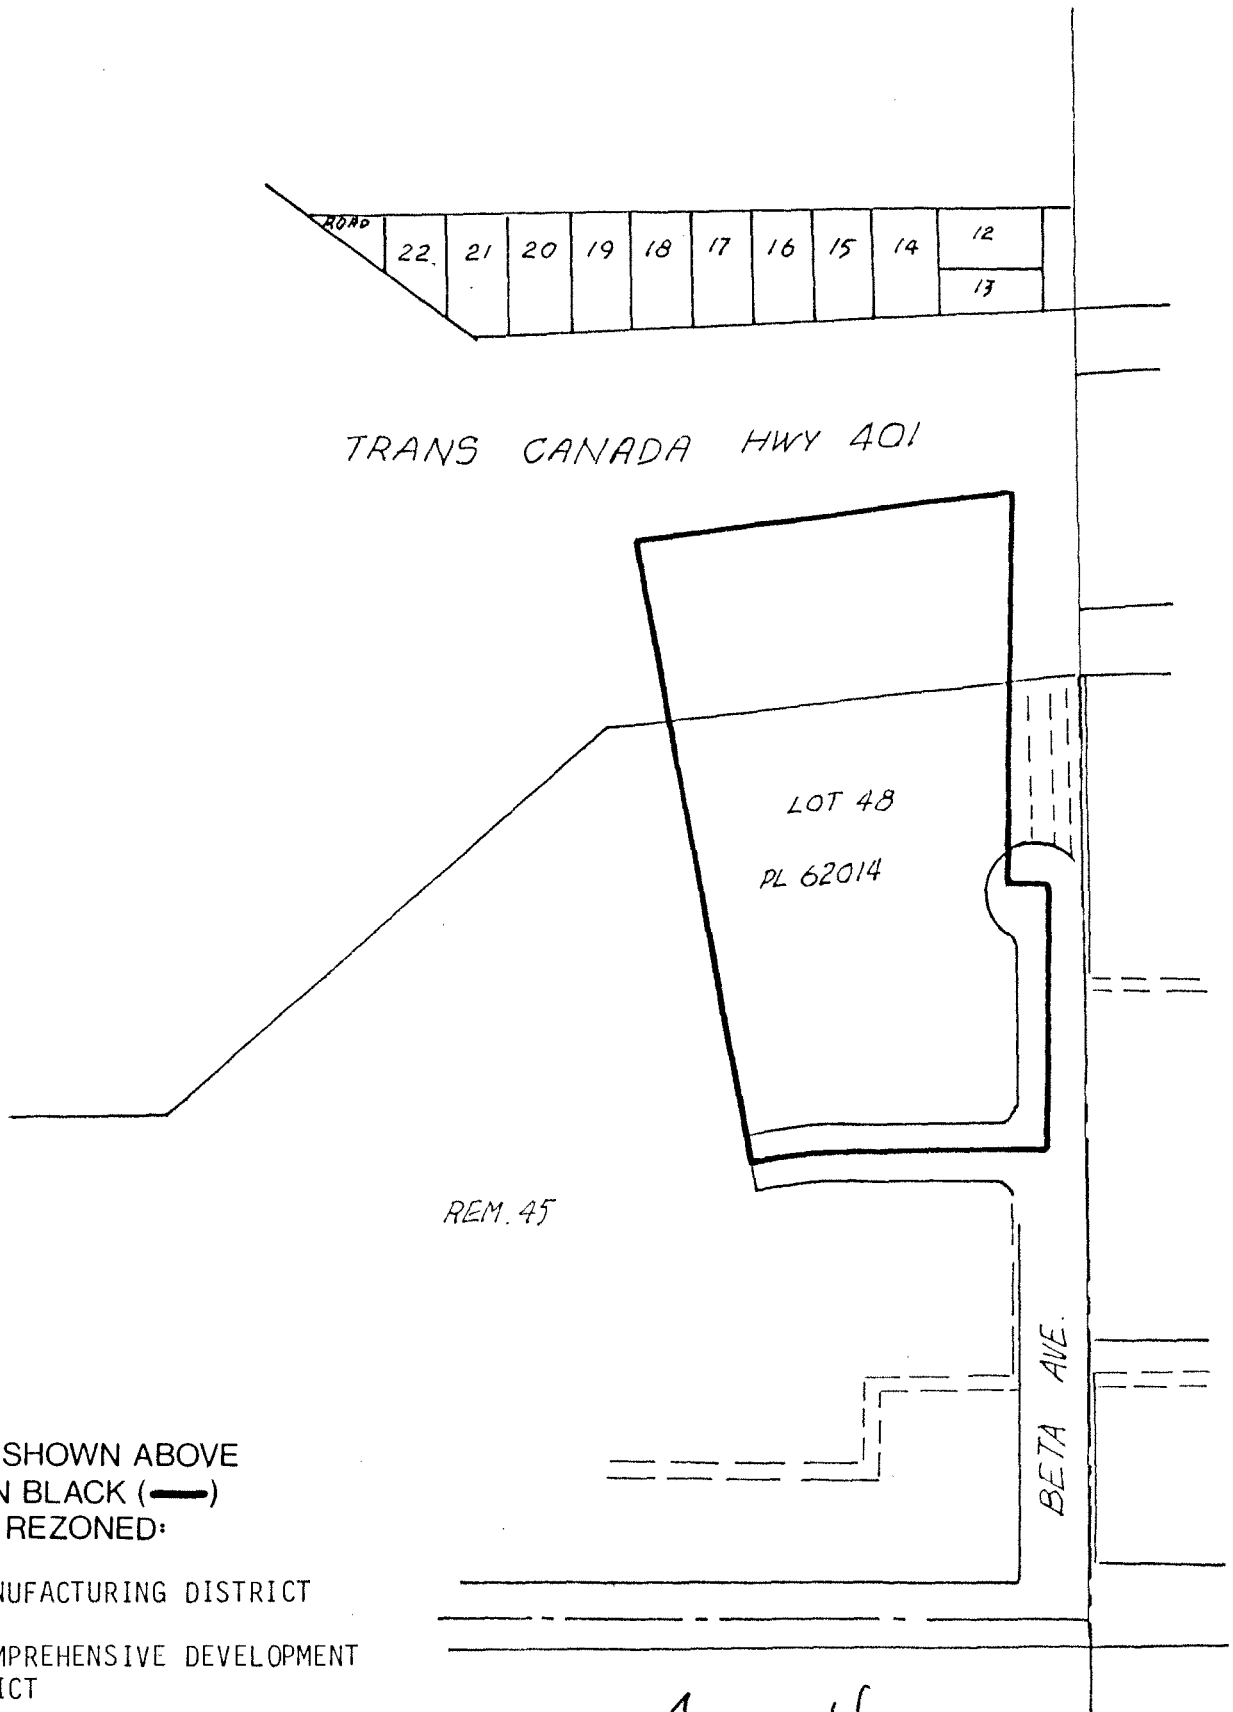 ROAD
22 21 20 19 18 17 16 15 14 12
13
TRANS CANADA HWY 401
LOT 48
PL 62014
REM. 45
BETA AVE.
SHOWN ABOVE
N BLACK (━)
REZONED:
NUFACTURING DISTRICT
MPREHENSIVE DEVELOPMENT
ICT